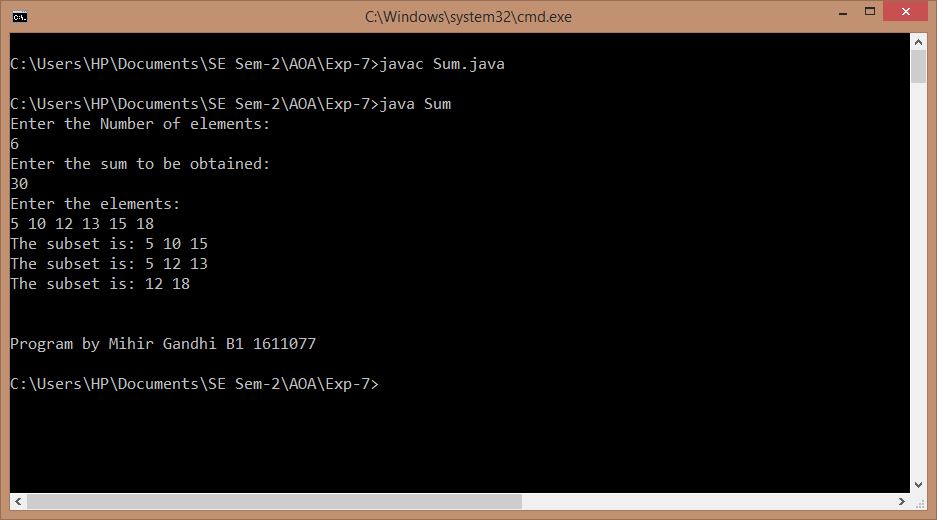 C:\Windows\system32\cmd.exe
C:\Users\HP\Documents\SE Sem-2\AOA\Exp-7>javac Sum.java
C:\Users\HP\Documents\SE Sem-2\AOA\Exp-7>java Sum
Enter the Number of elements:
6
Enter the sum to be obtained:
30
Enter the elements:
5 10 12 13 15 18
The subset is: 5 10 15
The subset is: 5 12 13
The subset is: 12 18
Program by Mihir Gandhi B1 1611077
C:\Users\HP\Documents\SE Sem-2\AOA\Exp-7>